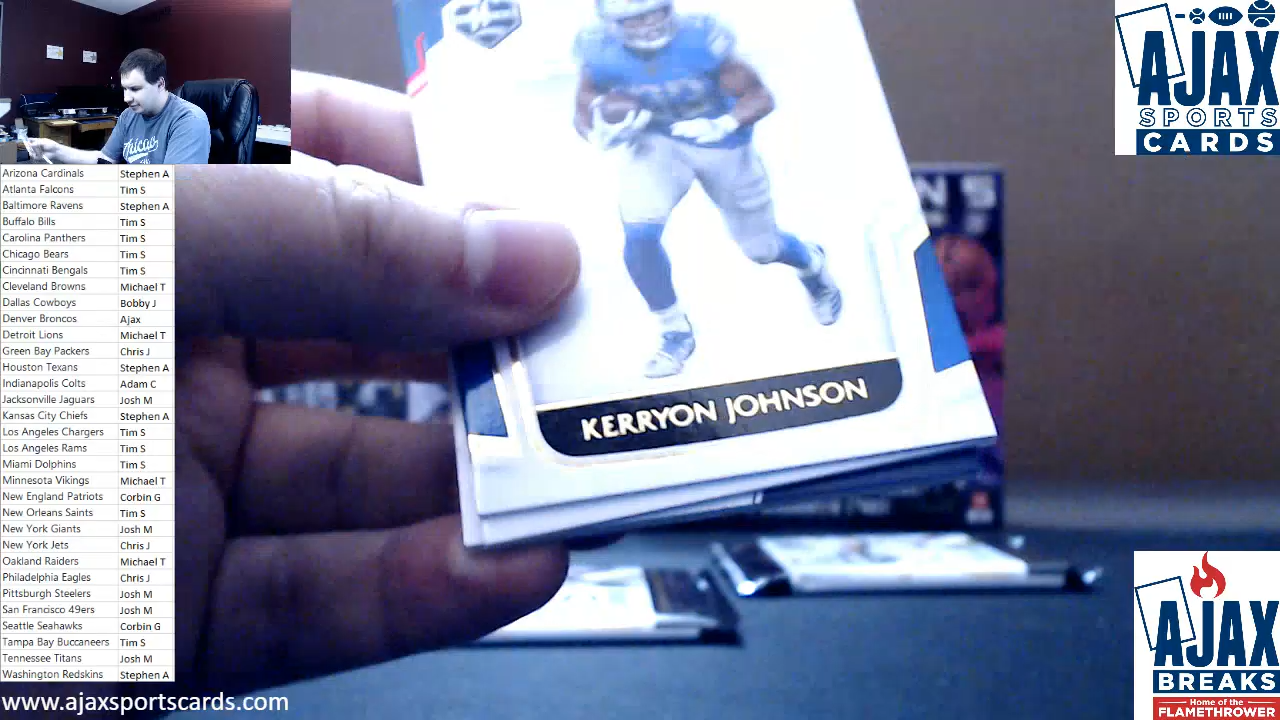 AJAX
SPORTS
CARDS
Chicago
Arizona Cardinals Stephen A
Atlanta Falcons Tim S
Baltimore Ravens Stephen A
Buffalo Bills Tim S
Carolina Panthers Tim S
Chicago Bears Tim S
Cincinnati Bengals Tim S
Cleveland Browns Michael T
Dallas Cowboys Bobby J
Denver Broncos Ajax
Detroit Lions Michael T
Green Bay Packers Chris J
Houston Texans Stephen A
Indianapolis Colts Adam C
Jacksonville Jaguars Josh M
Kansas City Chiefs Stephen A
Los Angeles Chargers Tim S
Los Angeles Rams Tim S
Miami Dolphins Tim S
Minnesota Vikings Michael T
New England Patriots Corbin G
New Orleans Saints Tim S
New York Giants Josh M
New York Jets Chris J
Oakland Raiders Michael T
Philadelphia Eagles Chris J
Pittsburgh Steelers Josh M
San Francisco 49ers Josh M
Seattle Seahawks Corbin G
Tampa Bay Buccaneers Tim S
Tennessee Titans Josh M
Washington Redskins Stephen A
KERRYON JOHNSON
www.ajaxsportscards.com
AJAX
BREAKS
Home of the
FLAMETHROWER